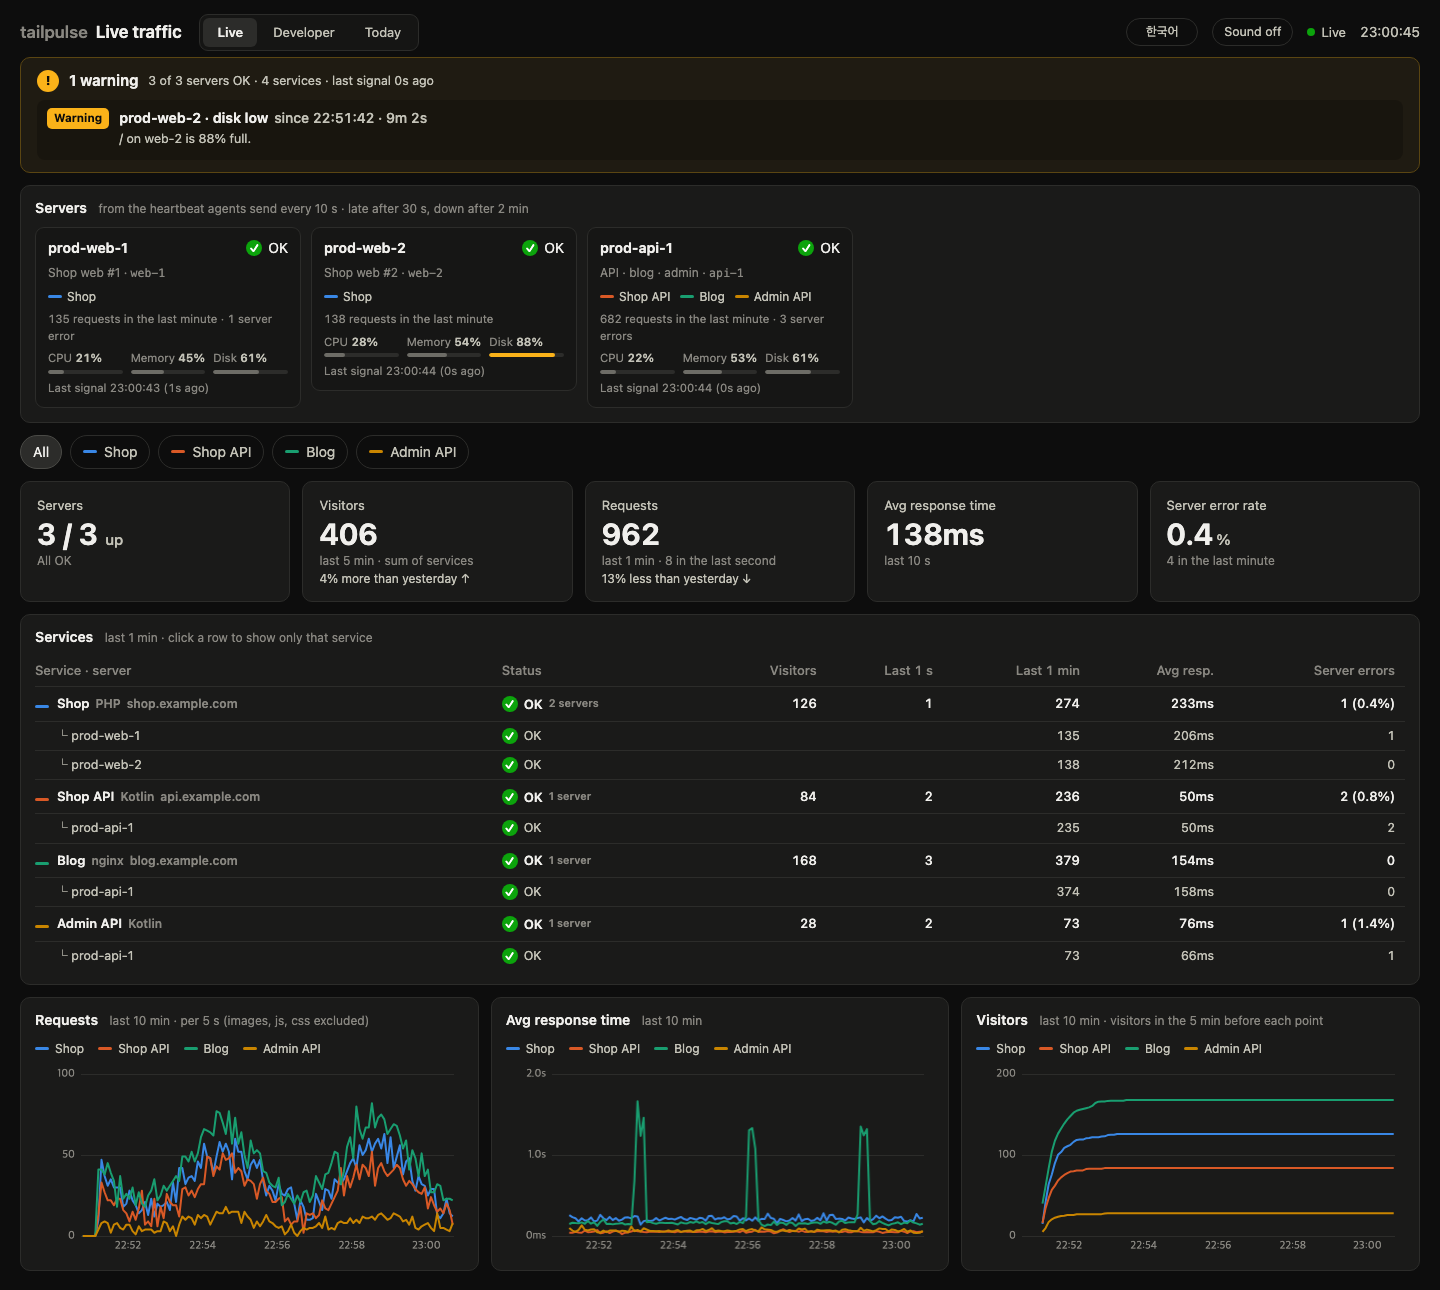 tailpulse Live traffic Live Developer Today 한국어 Sound off Live 23:00:45
! 1 warning 3 of 3 servers OK · 4 services · last signal 0s ago
Warning prod-web-2 · disk low since 22:51:42 · 9m 2s
/ on web-2 is 88% full.
Servers from the heartbeat agents send every 10 s · late after 30 s, down after 2 min
prod-web-1 OK
Shop web #1 · web-1
Shop
135 requests in the last minute · 1 server
error
CPU 21% Memory 45% Disk 61%
Last signal 23:00:43 (1s ago)
prod-web-2 OK
Shop web #2 · web-2
Shop
138 requests in the last minute
CPU 28% Memory 54% Disk 88%
Last signal 23:00:44 (0s ago)
prod-api-1 OK
API · blog · admin · api-1
Shop API Blog Admin API
682 requests in the last minute · 3 server
errors
CPU 22% Memory 53% Disk 61%
Last signal 23:00:44 (0s ago)
All Shop Shop API Blog Admin API
Servers
3 / 3 up
All OK
Visitors
406
last 5 min · sum of services
4% more than yesterday ↑
Requests
962
last 1 min · 8 in the last second
13% less than yesterday ↓
Avg response time
138ms
last 10 s
Server error rate
0.4 %
4 in the last minute
Services last 1 min · click a row to show only that service
Service · server Status Visitors Last 1 s Last 1 min Avg resp. Server errors
Shop PHP shop.example.com OK 2 servers 126 1 274 233ms 1 (0.4%)
└ prod-web-1 OK 135 206ms 1
└ prod-web-2 OK 138 212ms 0
Shop API Kotlin api.example.com OK 1 server 84 2 236 50ms 2 (0.8%)
└ prod-api-1 OK 235 50ms 2
Blog nginx blog.example.com OK 1 server 168 3 379 154ms 0
└ prod-api-1 OK 374 158ms 0
Admin API Kotlin OK 1 server 28 2 73 76ms 1 (1.4%)
└ prod-api-1 OK 73 66ms 1
Requests last 10 min · per 5 s (images, js, css excluded)
Shop Shop API Blog Admin API
100
50
0
22:52 22:54 22:56 22:58 23:00
Avg response time last 10 min
Shop Shop API Blog Admin API
2.0s
1.0s
0ms
22:52 22:54 22:56 22:58 23:00
Visitors last 10 min · visitors in the 5 min before each point
Shop Shop API Blog Admin API
200
100
0
22:52 22:54 22:56 22:58 23:00